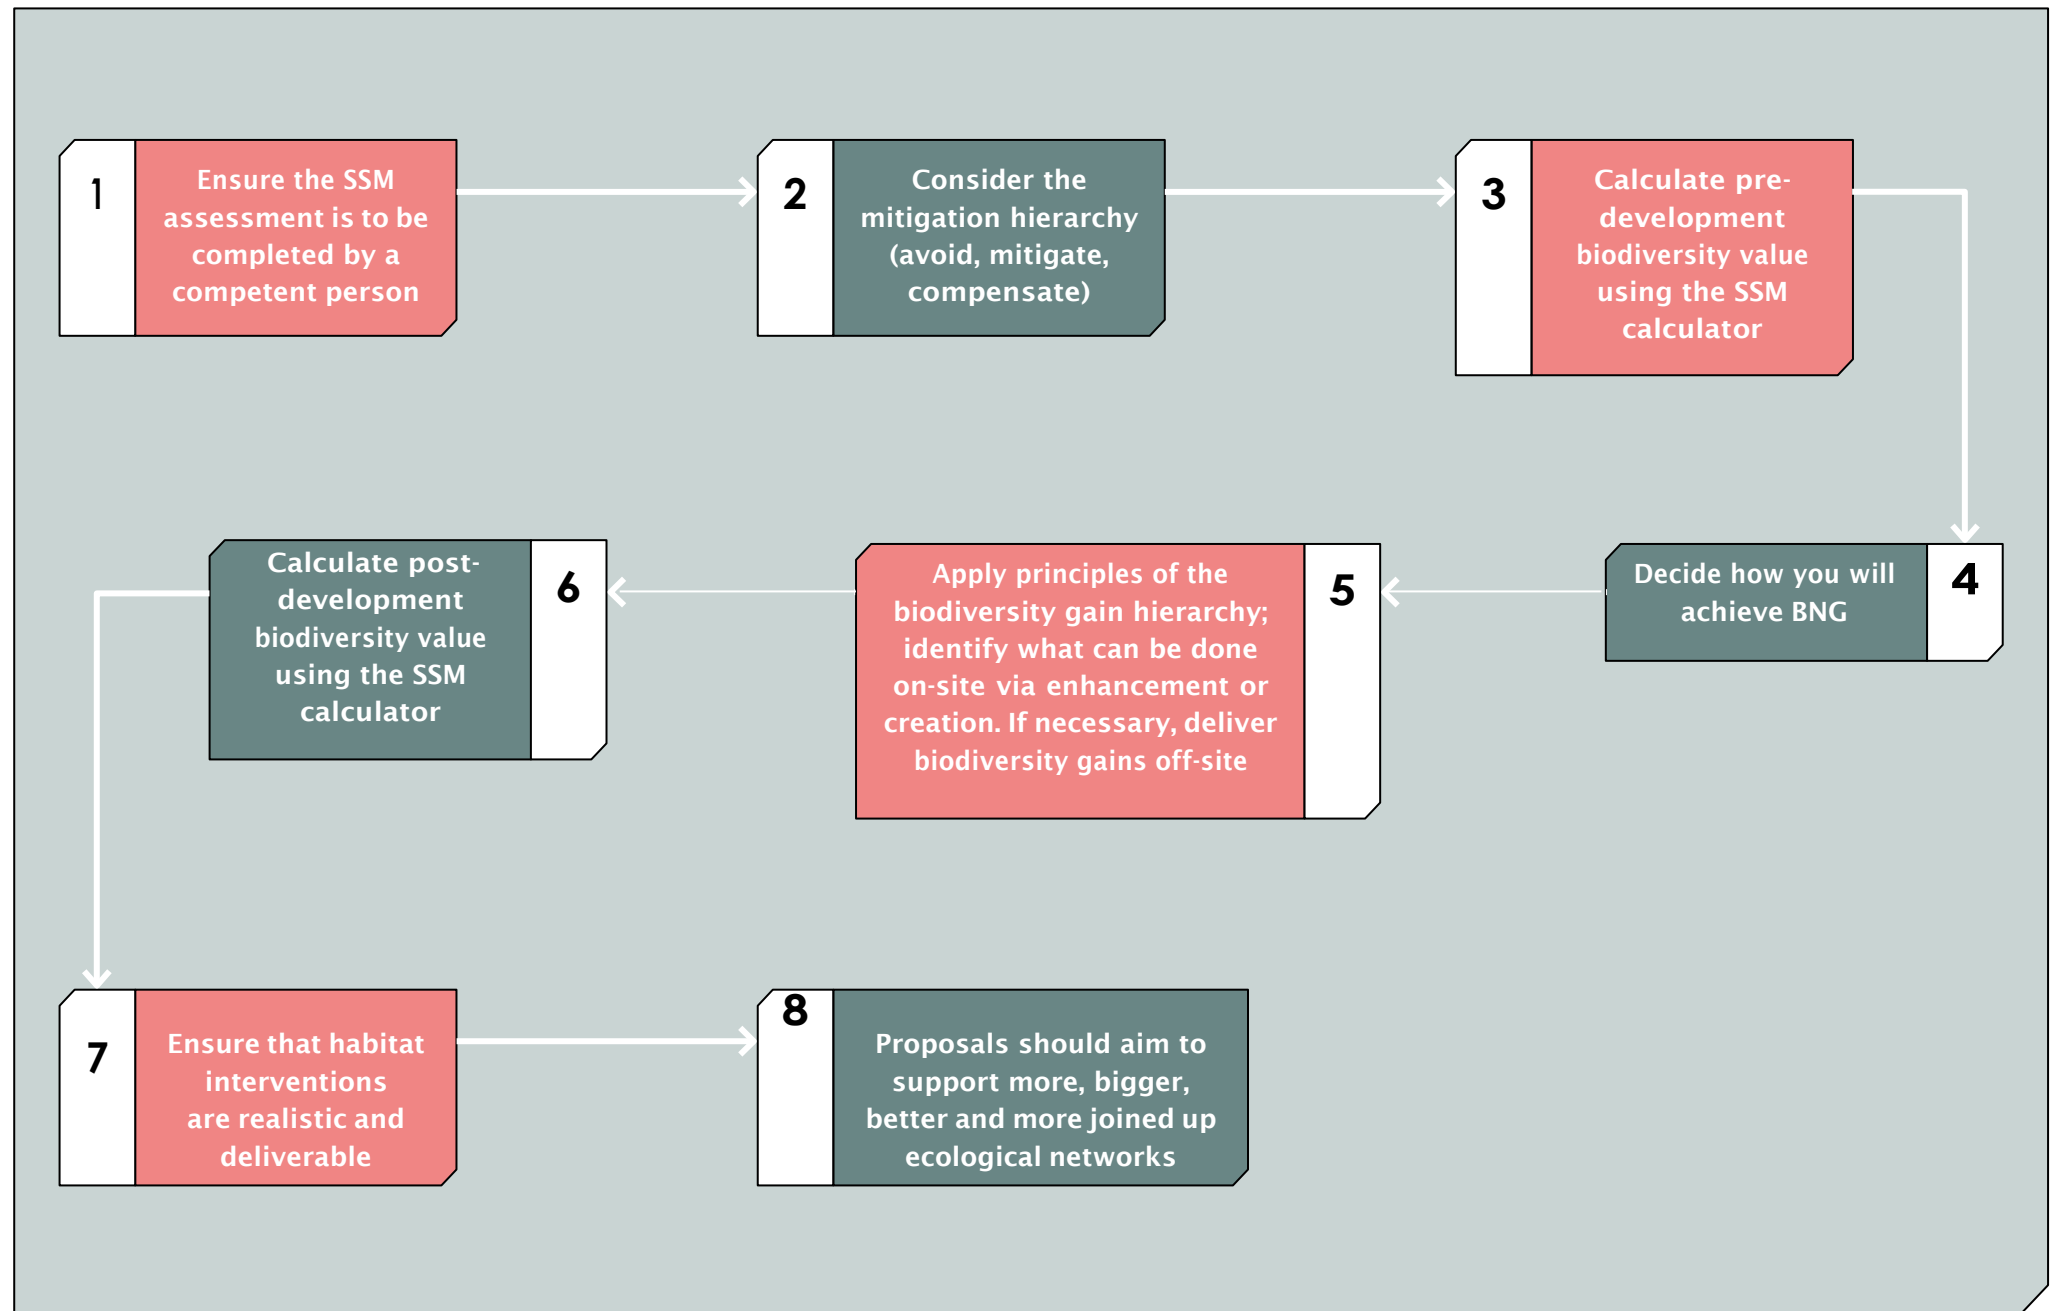 1
Ensure the SSM
assessment is to be
completed by a
competent person
2
Consider the
mitigation hierarchy
(avoid, mitigate,
compensate)
3
Calculate pre-
development
biodiversity value
using the SSM
calculator
4
Decide how you will
achieve BNG
5
Apply principles of the
biodiversity gain hierarchy;
identify what can be done
on-site via enhancement or
creation. If necessary, deliver
biodiversity gains off-site
6
Calculate post-
development
biodiversity value
using the SSM
calculator
7
Ensure that habitat
interventions
are realistic and
deliverable
8
Proposals should aim to
support more, bigger,
better and more joined up
ecological networks